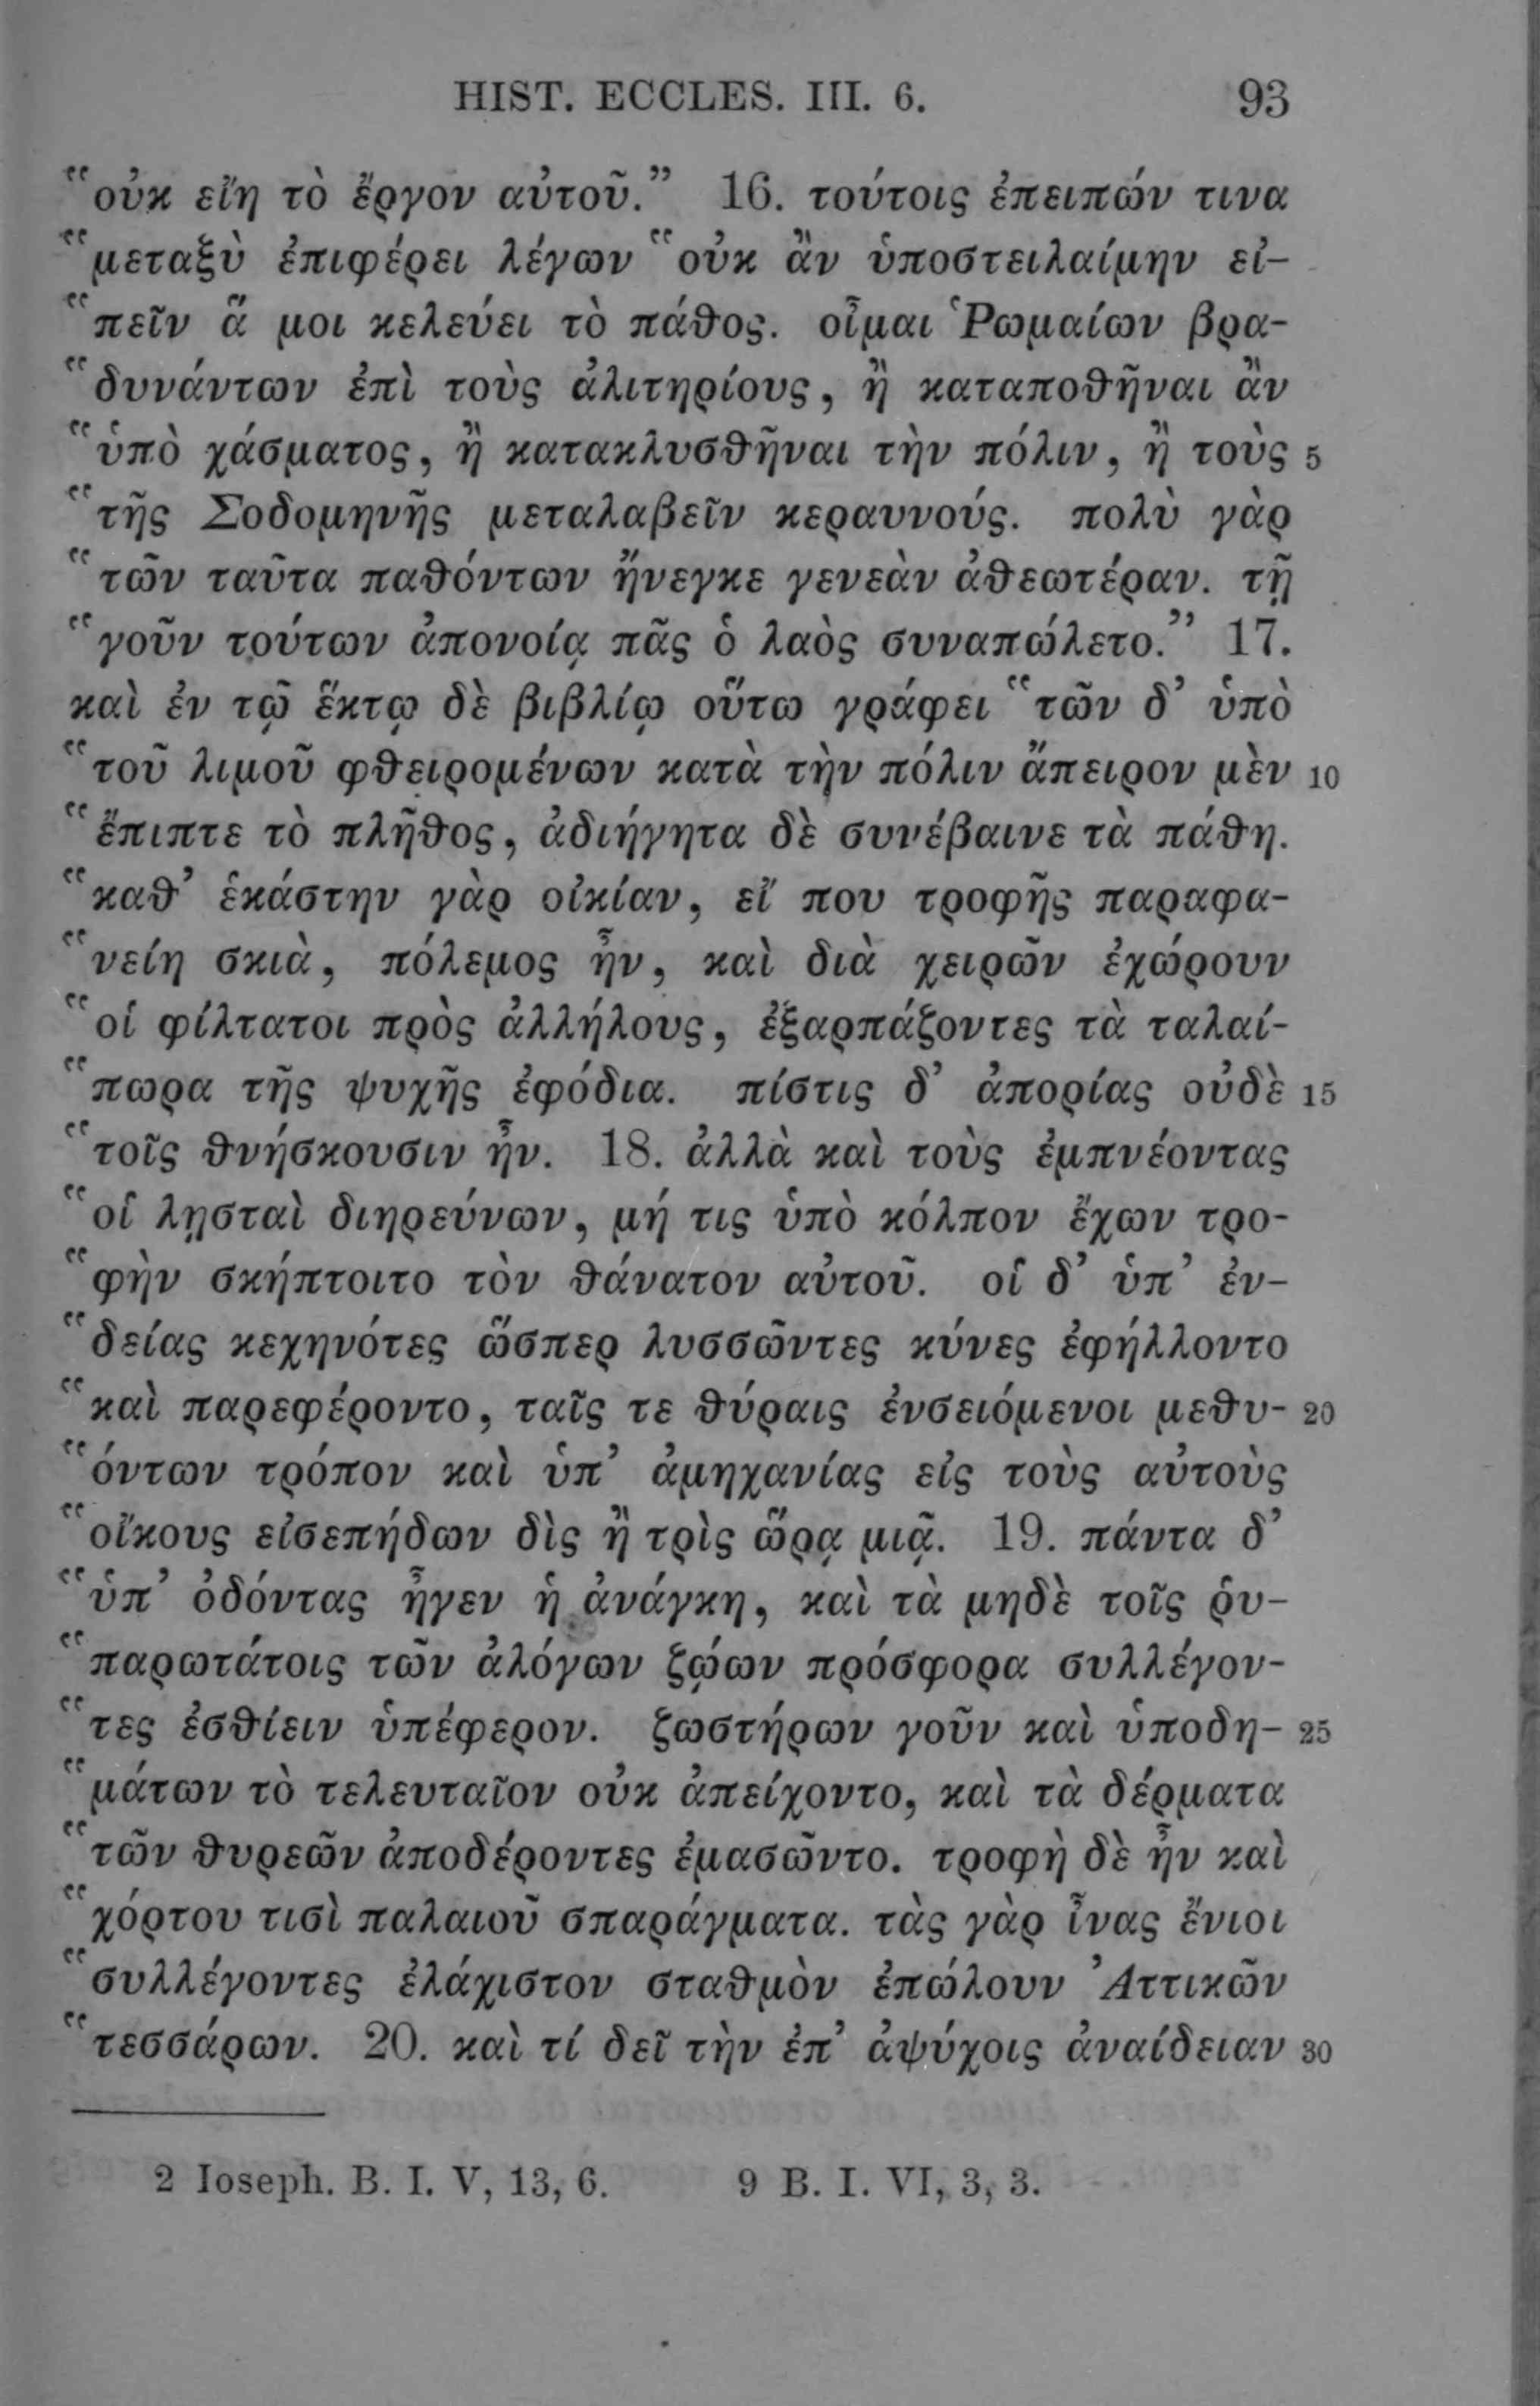 HIST. ECCLES. III. 6. 93
“οὐκ εἴη τὸ ἔργον αὐτοῦ.” 16. τούτοις ἐπειπών τινα
“μεταξὺ ἐπιφέρει λέγων “οὐκ ἂν ὑποστειλαίμην εἰ-
“πεῖν ἅ μοι κελεύει τὸ πάθος. οἶμαι Ῥωμαίων βρα-
“δυνάντων ἐπὶ τοὺς ἀλιτηρίους, ἢ καταποθῆναι ἂν
“ὑπὸ χάσματος, ἢ κατακλυσθῆναι τὴν πόλιν, ἢ τοὺς 5
“τῆς Σοδομηνῆς μεταλαβεῖν κεραυνούς. πολὺ γὰρ
“τῶν ταῦτα παθόντων ἤνεγκε γενεὰν ἀθεωτέραν. τῇ
“γοῦν τούτων ἀπονοίᾳ πᾶς ὁ λαὸς συναπώλετο.” 17.
καὶ ἐν τῷ ἕκτῳ δὲ βιβλίῳ οὕτω γράφει “τῶν δ’ ὑπὸ
“τοῦ λιμοῦ φθειρομένων κατὰ τὴν πόλιν ἄπειρον μὲν 10
“ἔπιπτε τὸ πλῆθος, ἀδιήγητα δὲ συνέβαινε τὰ πάθη.
“καθ’ ἑκάστην γὰρ οἰκίαν, εἴ που τροφῆς παραφα-
“νείη σκιὰ, πόλεμος ἦν, καὶ διὰ χειρῶν ἐχώρουν
“οἱ φίλτατοι πρὸς ἀλλήλους, ἐξαρπάζοντες τὰ ταλαί-
“πωρα τῆς ψυχῆς ἐφόδια. πίστις δ’ ἀπορίας οὐδὲ 15
“τοῖς θνήσκουσιν ἦν. 18. ἀλλὰ καὶ τοὺς ἐμπνέοντας
“οἱ λῃσταὶ διηρεύνων, μή τις ὑπὸ κόλπον ἔχων τρο-
“φὴν σκήπτοιτο τὸν θάνατον αὐτοῦ. οἱ δ’ ὑπ’ ἐν-
“δείας κεχηνότες ὥσπερ λυσσῶντες κύνες ἐφήλλοντο
“καὶ παρεφέροντο, ταῖς τε θύραις ἐνσειόμενοι μεθυ- 20
“όντων τρόπον καὶ ὑπ’ ἀμηχανίας εἰς τοὺς αὐτοὺς
“οἴκους εἰσεπήδων δὶς ἢ τρὶς ὥρᾳ μιᾷ. 19. πάντα δ’
“ὑπ’ ὀδόντας ἦγεν ἡ ἀνάγκη, καὶ τὰ μηδὲ τοῖς ῥυ-
“παρωτάτοις τῶν ἀλόγων ζῴων πρόσφορα συλλέγον-
“τες ἐσθίειν ὑπέφερον. ζωστήρων γοῦν καὶ ὑποδη- 25
“μάτων τὸ τελευταῖον οὐκ ἀπείχοντο, καὶ τὰ δέρματα
“τῶν θυρεῶν ἀποδέροντες ἐμασῶντο. τροφὴ δὲ ἦν καὶ
“χόρτου τισὶ παλαιοῦ σπαράγματα. τὰς γὰρ ἶνας ἔνιοι
“συλλέγοντες ἐλάχιστον σταθμὸν ἐπώλουν Ἀττικῶν
“τεσσάρων. 20. καὶ τί δεῖ τὴν ἐπ’ ἀψύχοις ἀναίδειαν 30
2 Ioseph. B. I. V, 13, 6. 9 B. I. VI, 3, 3.